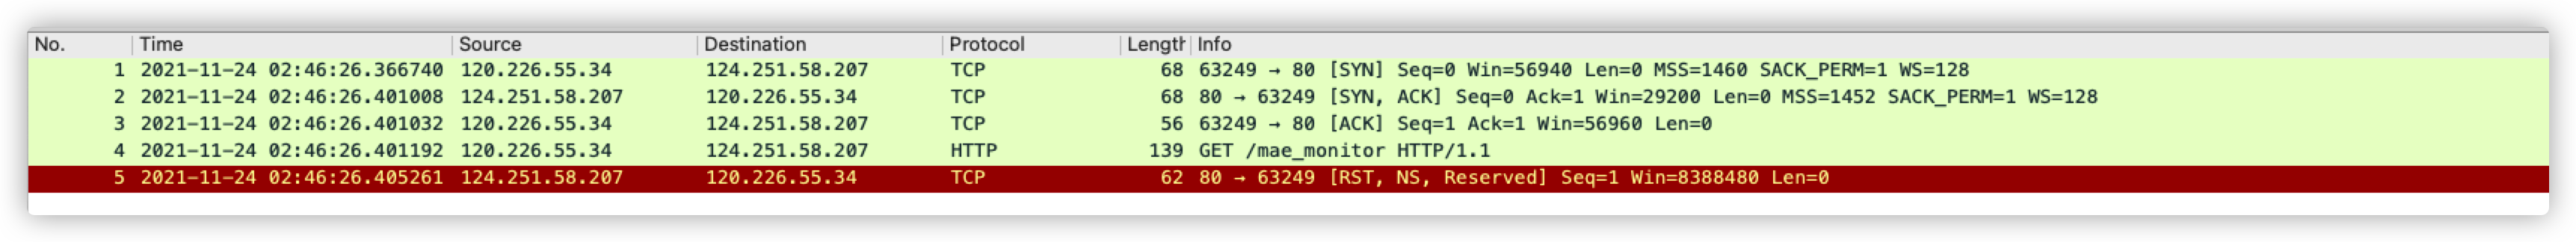 No. Time Source Destination Protocol Length Info
1 2021-11-24 02:46:26.366740 120.226.55.34 124.251.58.207 TCP 68 63249 → 80 [SYN] Seq=0 Win=56940 Len=0 MSS=1460 SACK_PERM=1 WS=128
2 2021-11-24 02:46:26.401008 124.251.58.207 120.226.55.34 TCP 68 80 → 63249 [SYN, ACK] Seq=0 Ack=1 Win=29200 Len=0 MSS=1452 SACK_PERM=1 WS=128
3 2021-11-24 02:46:26.401032 120.226.55.34 124.251.58.207 TCP 56 63249 → 80 [ACK] Seq=1 Ack=1 Win=56960 Len=0
4 2021-11-24 02:46:26.401192 120.226.55.34 124.251.58.207 HTTP 139 GET /mae_monitor HTTP/1.1
5 2021-11-24 02:46:26.405261 124.251.58.207 120.226.55.34 TCP 62 80 → 63249 [RST, NS, Reserved] Seq=1 Win=8388480 Len=0